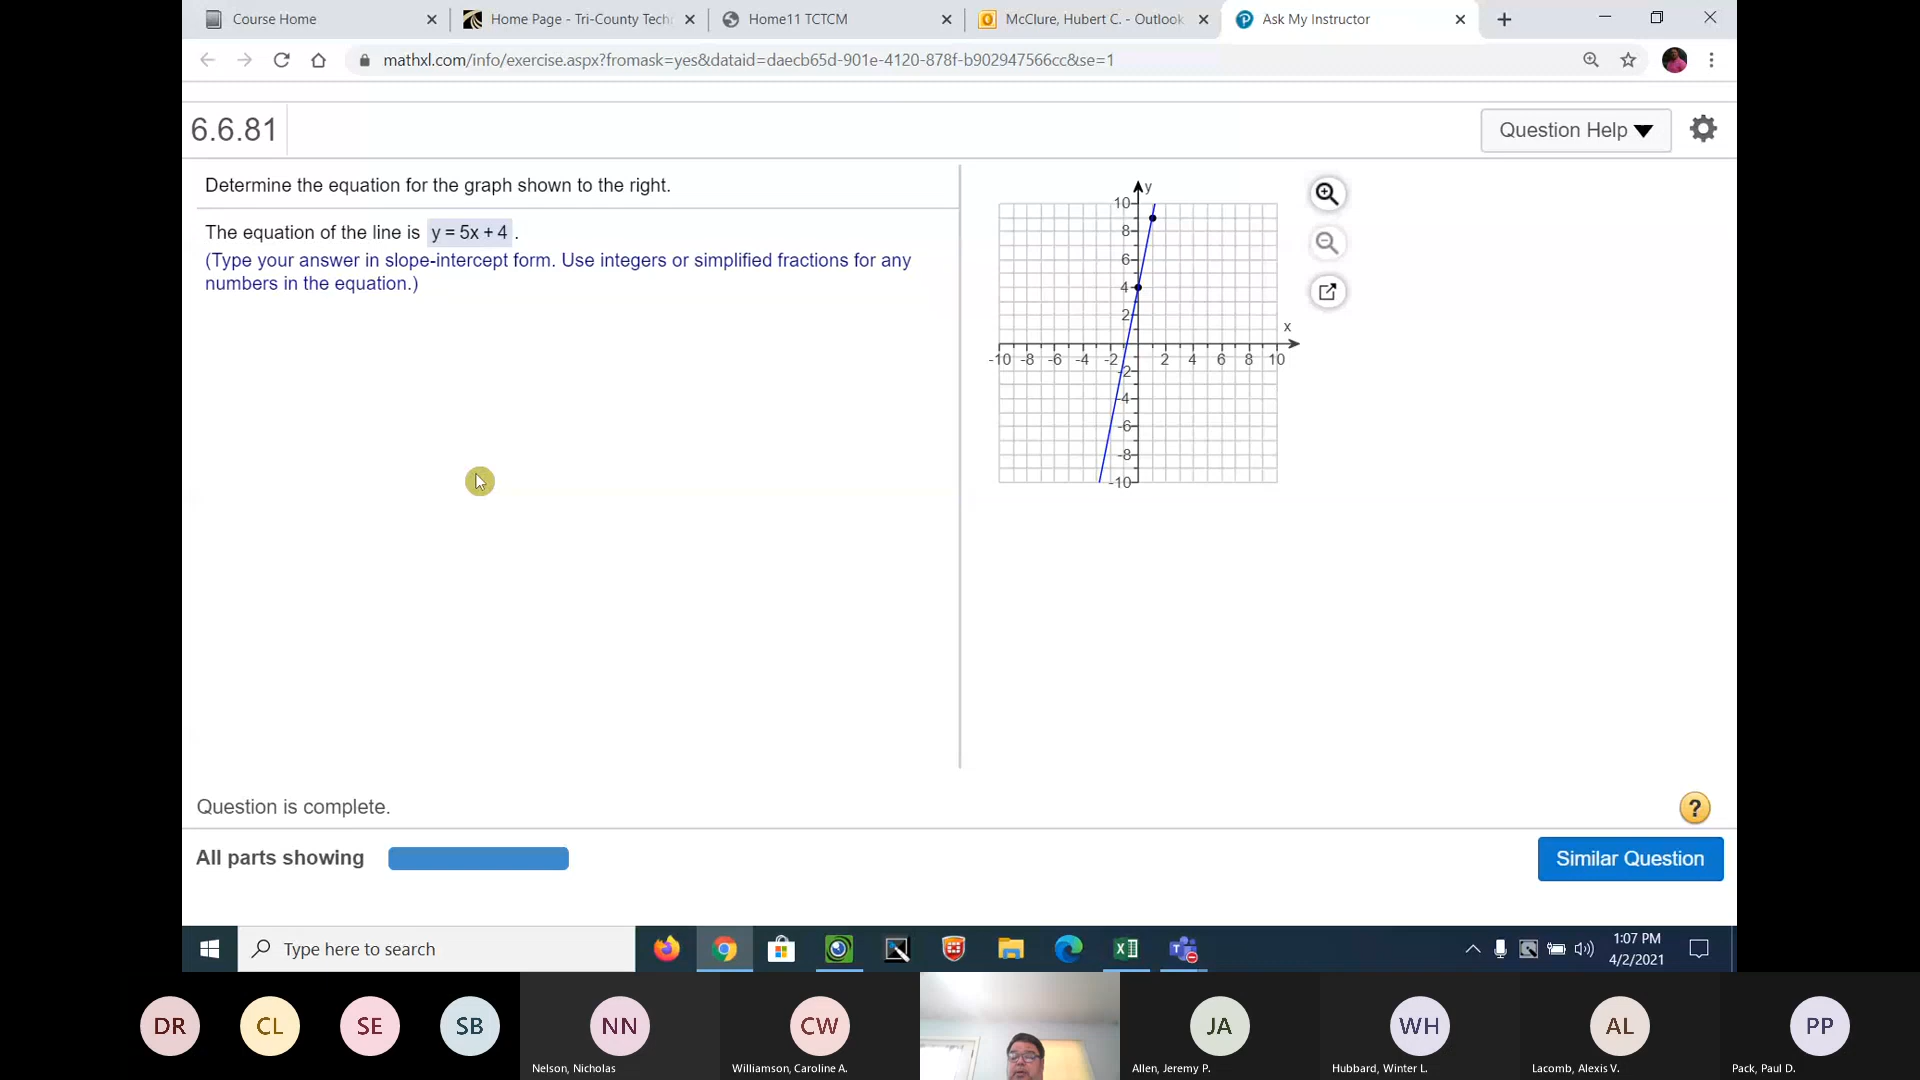 Course Home
Home Page - Tri-County Tech
Home11 TCTCM
McClure, Hubert C. - Outlook
Ask My Instructor
mathxl.com/info/exercise.aspx?fromask=yes&dataid=daecb65d-901e-4120-878f-b902947566cc&se=1
6.6.81
Question Help
Determine the equation for the graph shown to the right.
The equation of the line is y = 5x + 4 .
(Type your answer in slope-intercept form. Use integers or simplified fractions for any
numbers in the equation.)
y
10
8
6
4
2
x
-10 -8 -6 -4 -2 2 4 6 8 10
-2
-4
-6
-8
-10
Question is complete.
?
All parts showing
Similar Question
Type here to search
1:07 PM
4/2/2021
DR CL SE SB NN CW JA WH AL PP
Nelson, Nicholas
Williamson, Caroline A.
Allen, Jeremy P.
Hubbard, Winter L.
Lacomb, Alexis V.
Pack, Paul D.